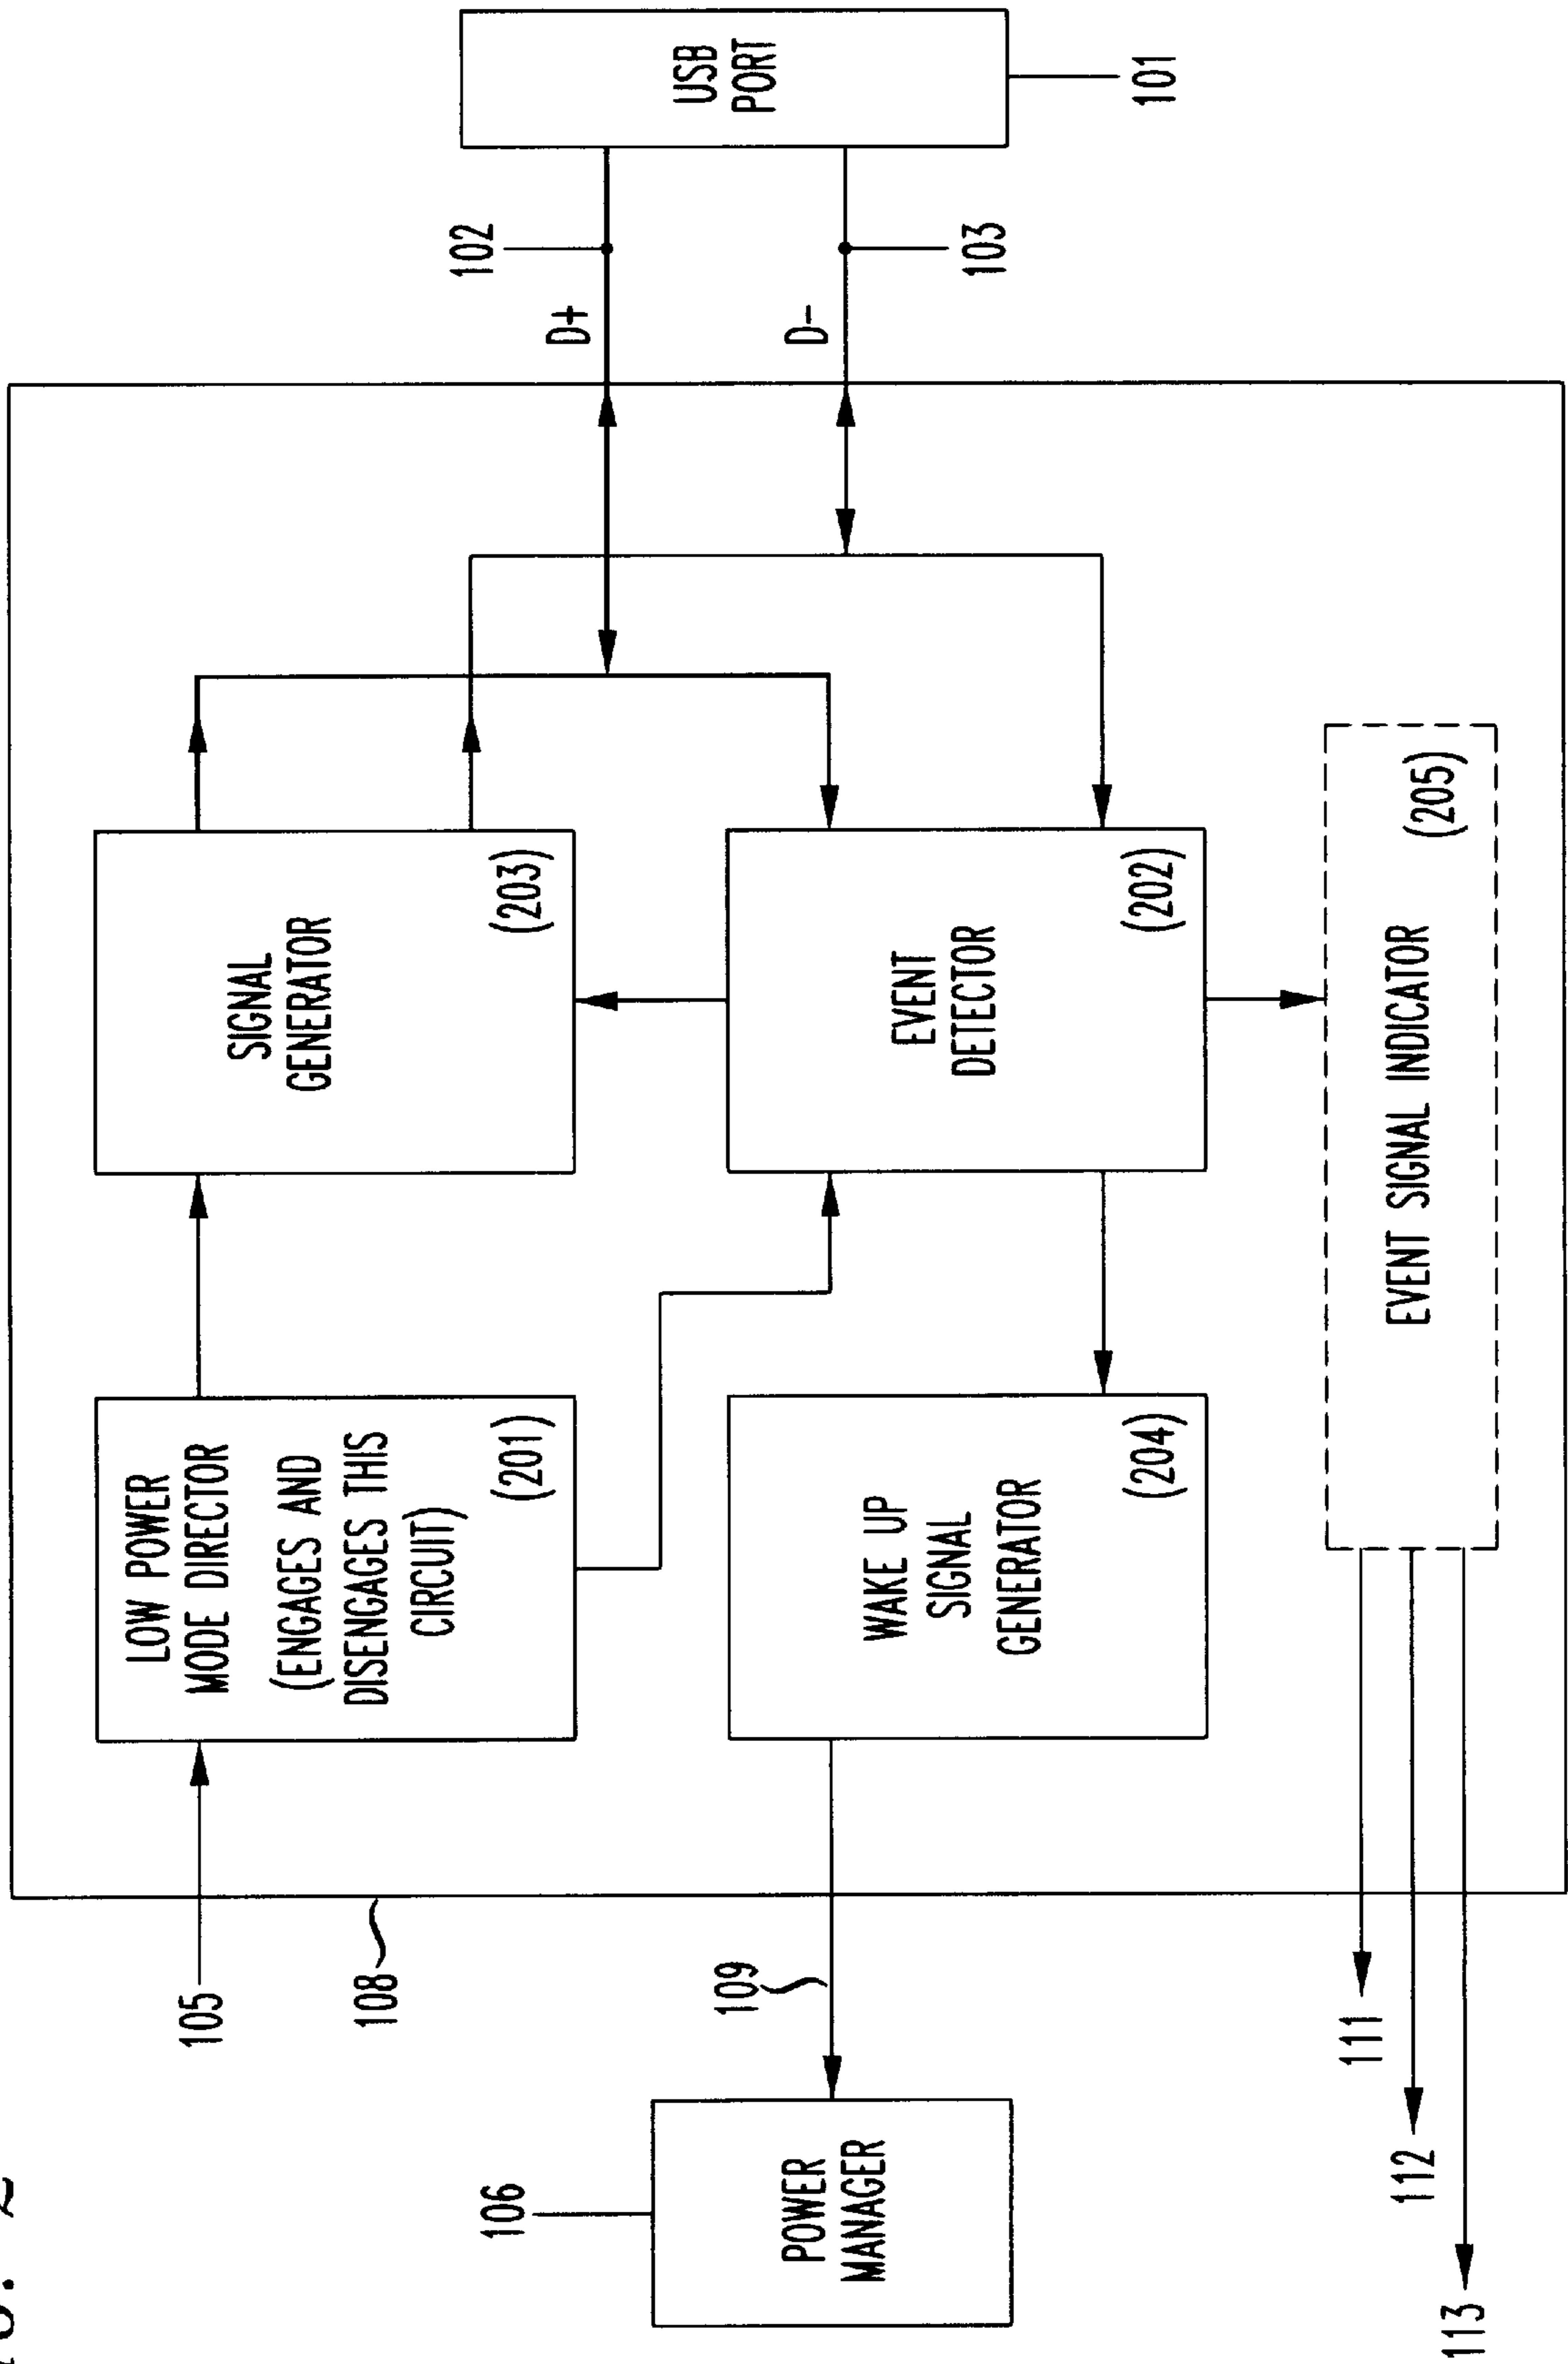 105
108
LOW POWER
MODE DIRECTOR
(ENGAGES AND
DISENGAGES THIS
CIRCUIT)
(201)
SIGNAL
GENERATOR
(203)
102
D+
D-
103
USB
PORT
101
106
POWER
MANAGER
109
WAKE UP
SIGNAL
GENERATOR
(204)
EVENT
DETECTOR
(202)
EVENT SIGNAL INDICATOR
(205)
111
112
113